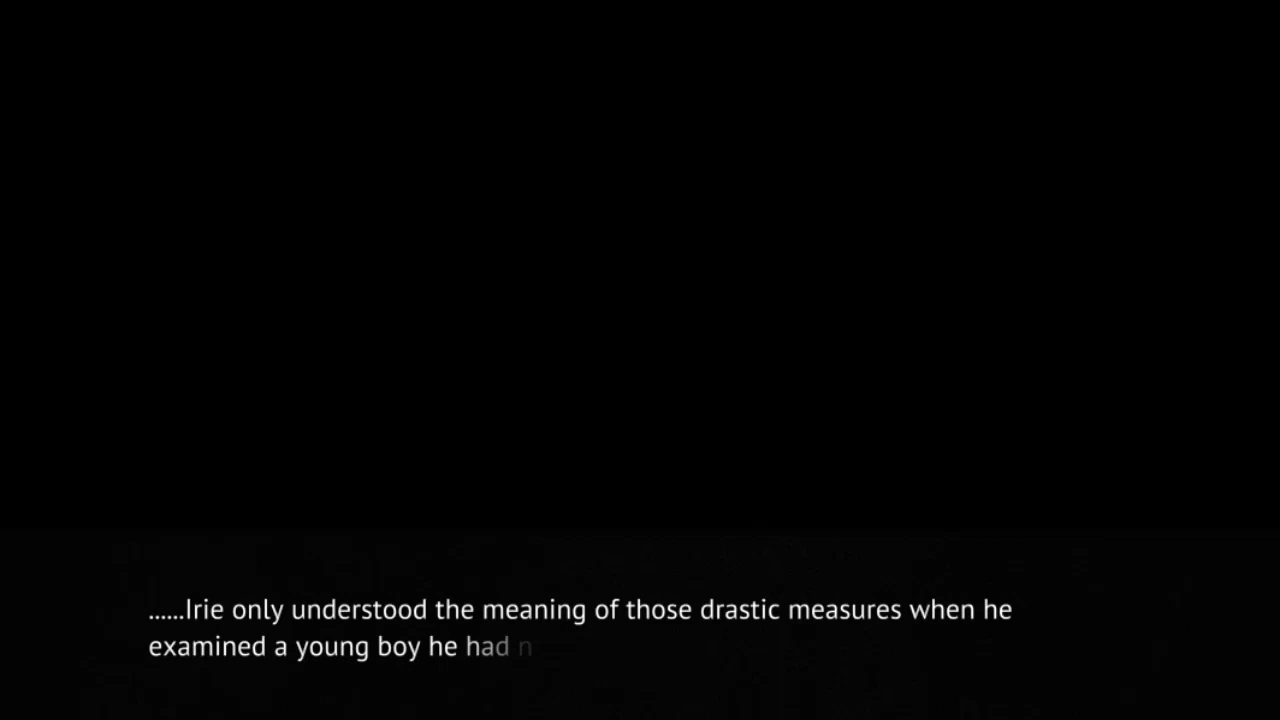 ......Irie only understood the meaning of those drastic measures when he
examined a young boy he had n